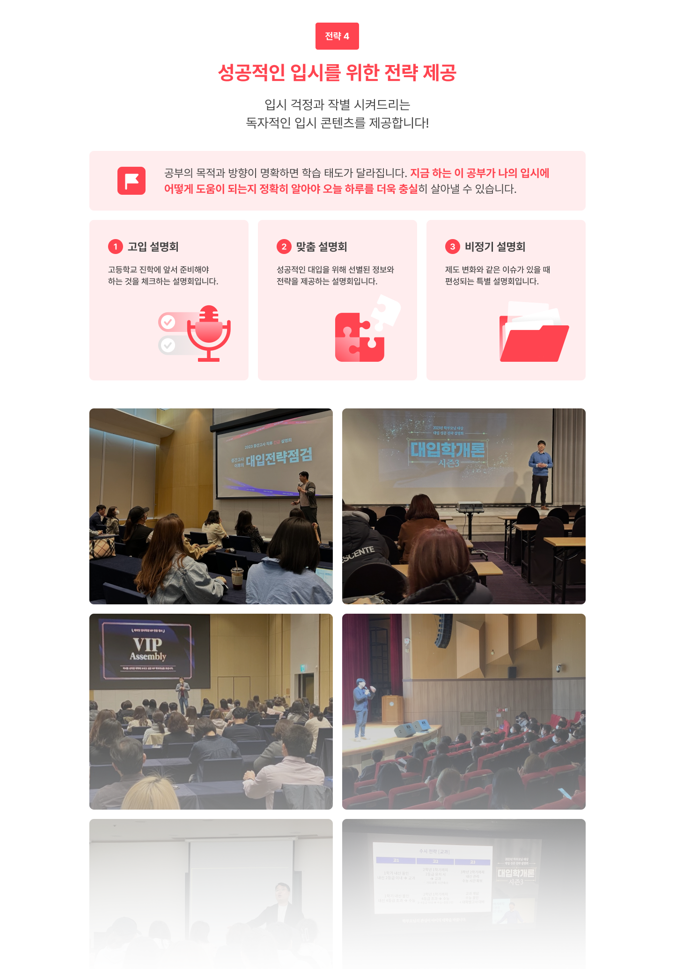 전략 4
성공적인 입시를 위한 전략 제공
입시 걱정과 작별 시켜드리는
독자적인 입시 콘텐츠를 제공합니다!
공부의 목적과 방향이 명확하면 학습 태도가 달라집니다. 지금 하는 이 공부가 나의 입시에
어떻게 도움이 되는지 정확히 알아야 오늘 하루를 더욱 충실히 살아낼 수 있습니다.
1 고입 설명회
고등학교 진학에 앞서 준비해야
하는 것을 체크하는 설명회입니다.
2 맞춤 설명회
성공적인 대입을 위해 선별된 정보와
전략을 제공하는 설명회입니다.
3 비정기 설명회
제도 변화와 같은 이슈가 있을 때
편성되는 특별 설명회입니다.
대입전략점검
대입학개론
시즌3
ESCENTE
VIP
Assembly
대입학개론